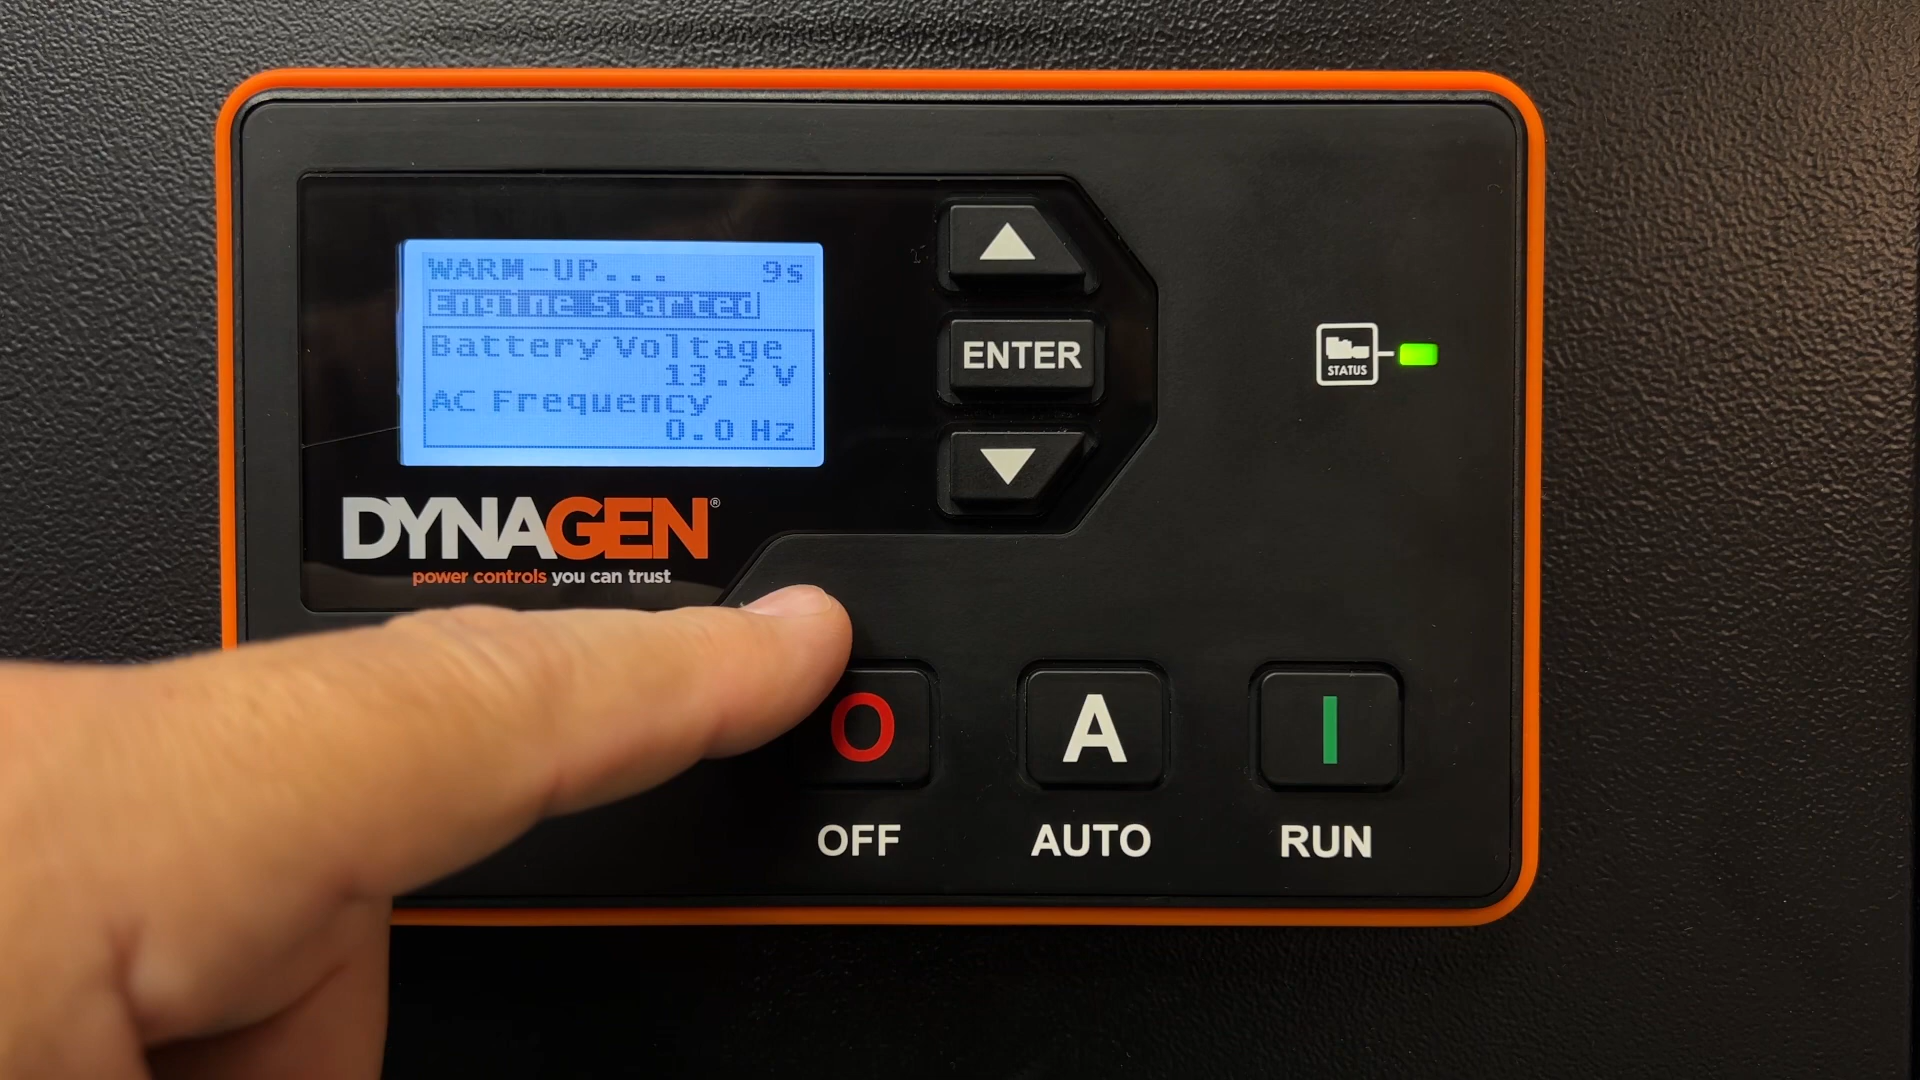 WARM-UP... 9s
Engine Started
Battery Voltage
13.2 V
AC Frequency
0.0 Hz
ENTER
STATUS
DYNAGEN®
power controls you can trust
O A I
OFF AUTO RUN